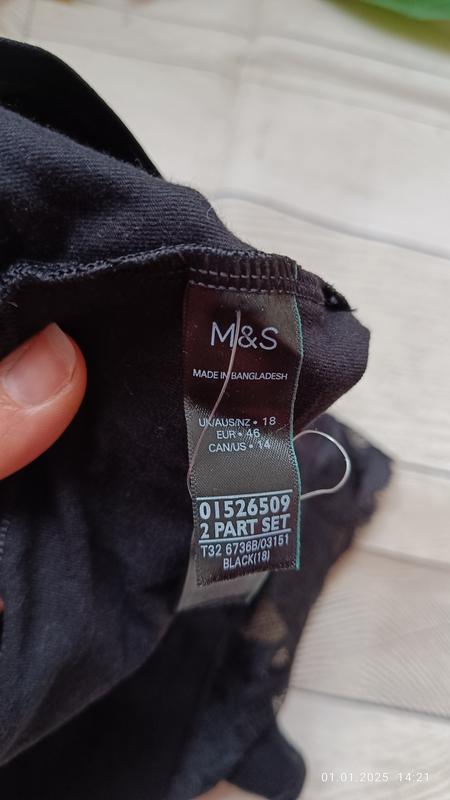 M&S
MADE IN BANGLADESH
UK/AUS/NZ • 18
EUR • 46
CAN/US • 14
01526509
2 PART SET
T32 6736B/03151
BLACK(18)
01.01.2025 14:21